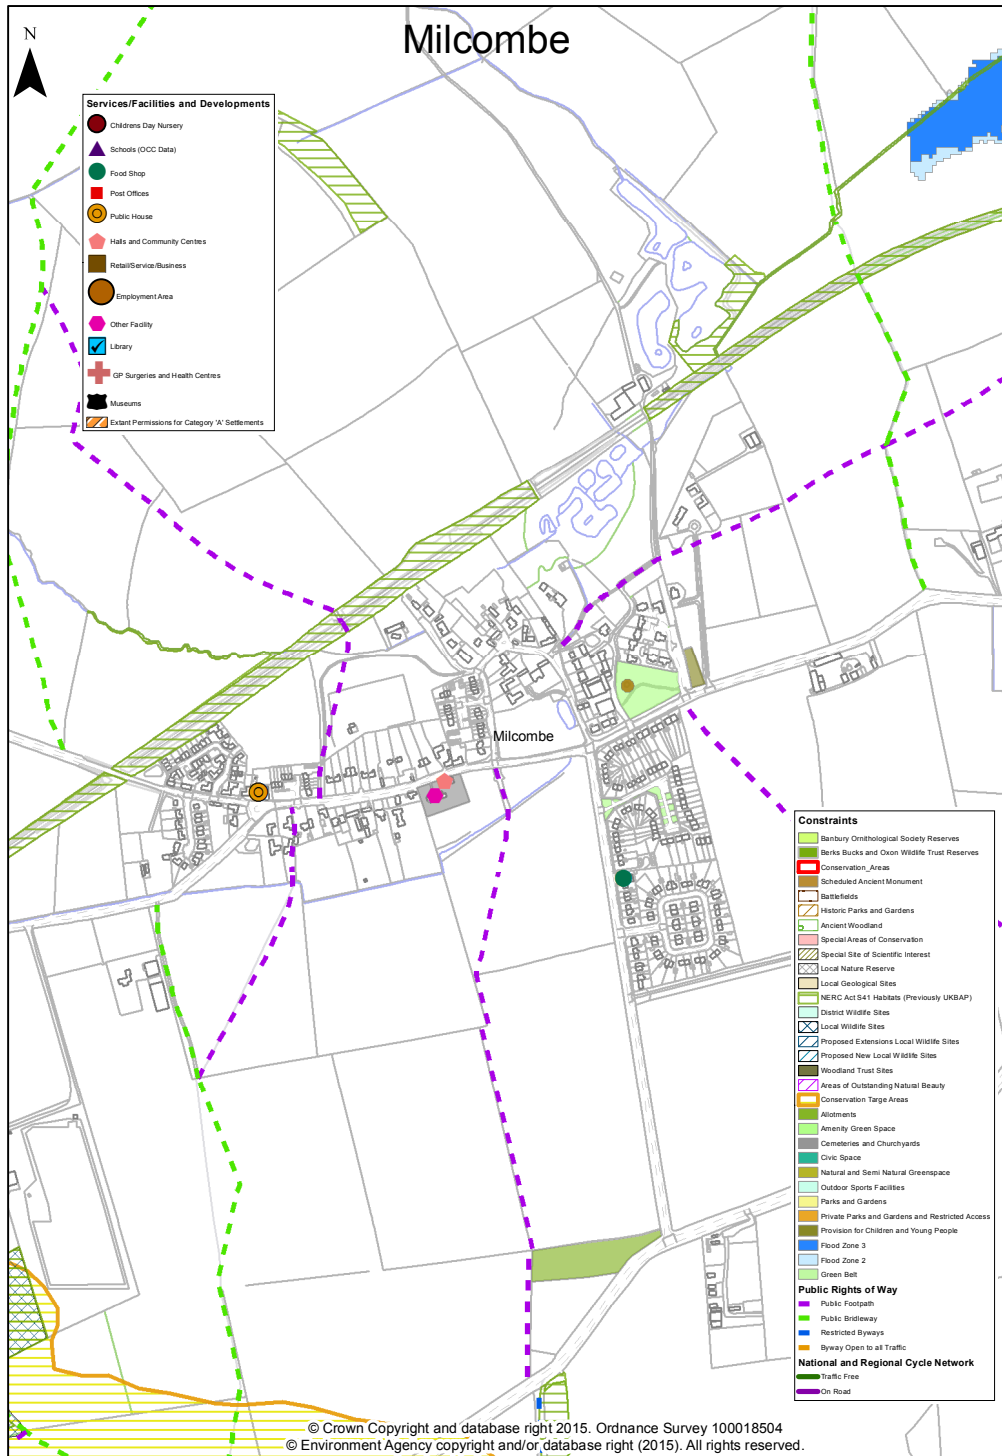 Milcombe
N
Services/Facilities and Developments
Childrens Day Nursery
Schools (OCC Data)
Food Shop
Post Offices
Public House
Halls and Community Centres
Retail/Service/Business
Employment Area
Other Facility
Library
GP Surgeries and Health Centres
Museums
Extant Permissions for Category 'A' Settlements
Milcombe
Constraints
Banbury Ornithological Society Reserves
Berks Bucks and Oxon Wildlife Trust Reserves
Conservation_Areas
Scheduled Ancient Monument
Battlefields
Historic Parks and Gardens
Ancient Woodland
Special Areas of Conservation
Special Site of Scientific Interest
Local Nature Reserve
Local Geological Sites
NERC Act S41 Habitats (Previously UKBAP)
District Wildlife Sites
Local Wildlife Sites
Proposed Extensions Local Wildlife Sites
Proposed New Local Wildlife Sites
Woodland Trust Sites
Areas of Outstanding Natural Beauty
Conservation Targe Areas
Allotments
Amenity Green Space
Cemeteries and Churchyards
Civic Space
Natural and Semi Natural Greenspace
Outdoor Sports Facilities
Parks and Gardens
Private Parks and Gardens and Restricted Access
Provision for Children and Young People
Flood Zone 3
Flood Zone 2
Green Belt
Public Rights of Way
Public Footpath
Public Bridleway
Restricted Byways
Byway Open to all Traffic
National and Regional Cycle Network
Traffic Free
On Road
© Crown Copyright and database right 2015. Ordnance Survey 100018504
© Environment Agency copyright and/or database right (2015). All rights reserved.